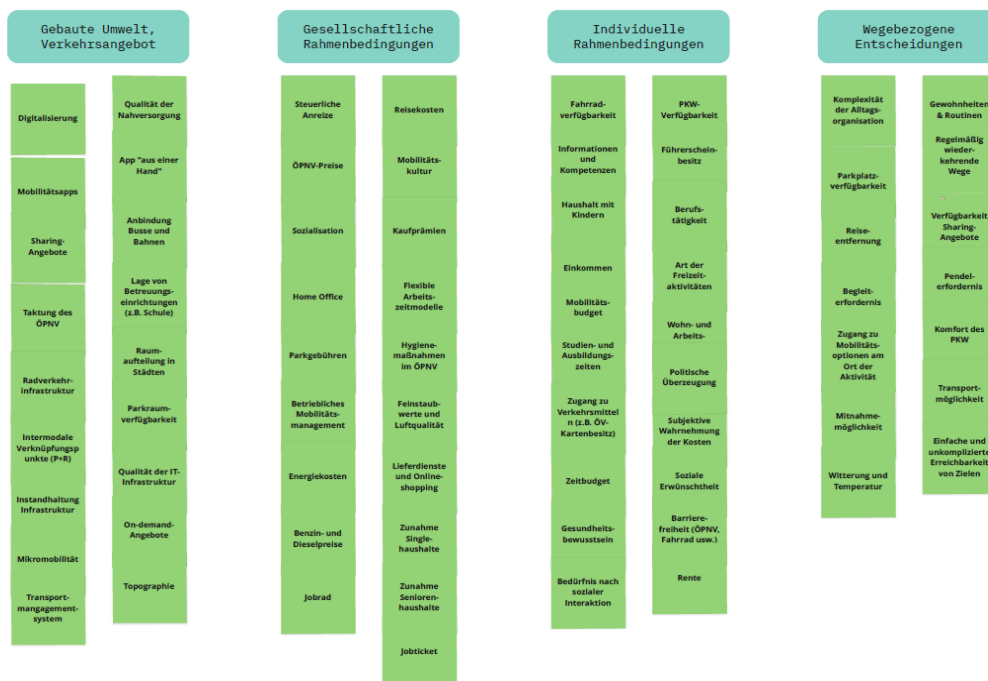 Gebaute Umwelt,
Verkehrsangebot
Digitalisierung
Mobilitätsapps
Sharing-
Angebote
Taktung des
ÖPNV
Radverkehr-
infrastruktur
Intermodale
Verknüpfungsp
unkte (P+R)
Instandhaltung
Infrastruktur
Mikromobilität
Transport-
mangagement-
system
Qualität der
Nahversorgung
App "aus einer
Hand"
Anbindung
Busse und
Bahnen
Lage von
Betreuungs-
einrichtungen
(z.B. Schule)
Raum-
aufteilung in
Städten
Parkraum-
verfügbarkeit
Qualität der IT-
Infrastruktur
On-demand-
Angebote
Topographie
Gesellschaftliche
Rahmenbedingungen
Steuerliche
Anreize
ÖPNV-Preise
Sozialisation
Home Office
Parkgebühren
Betriebliches
Mobilitäts-
management
Energiekosten
Benzin- und
Dieselpreise
Jobrad
Reisekosten
Mobilitäts-
kultur
Kaufprämien
Flexible
Arbeits-
zeitmodelle
Hygiene-
maßnahmen
im ÖPNV
Feinstaub-
werte und
Luftqualität
Lieferdienste
und Online-
shopping
Zunahme
Single-
haushalte
Zunahme
Senioren-
haushalte
Jobticket
Individuelle
Rahmenbedingungen
Fahrrad-
verfügbarkeit
Informationen
und
Kompetenzen
Haushalt mit
Kindern
Einkommen
Mobilitäts-
budget
Studien- und
Ausbildungs-
zeiten
Zugang zu
Verkehrsmittel
n (z.B. ÖV-
Kartenbesitz)
Zeitbudget
Gesundheits-
bewusstsein
Bedürfnis nach
sozialer
Interaktion
PKW-
Verfügbarkeit
Führerschein-
besitz
Berufs-
tätigkeit
Art der
Freizeit-
aktivitäten
Wohn- und
Arbeits-
Politische
Überzeugung
Subjektive
Wahrnehmung
der Kosten
Soziale
Erwünschtheit
Barriere-
freiheit (ÖPNV,
Fahrrad usw.)
Rente
Wegebezogene
Entscheidungen
Komplexität
der Alltags-
organisation
Parkplatz-
verfügbarkeit
Reise-
entfernung
Begleit-
erfordernis
Zugang zu
Mobilitäts-
optionen am
Ort der
Aktivität
Mitnahme-
möglichkeit
Witterung und
Temperatur
Gewohnheiten
& Routinen
Regelmäßig
wieder-
kehrende
Wege
Verfügbarkeit
Sharing-
Angebote
Pendel-
erfordernis
Komfort des
PKW
Transport-
möglichkeit
Einfache und
unkomplizierte
Erreichbarkeit
von Zielen